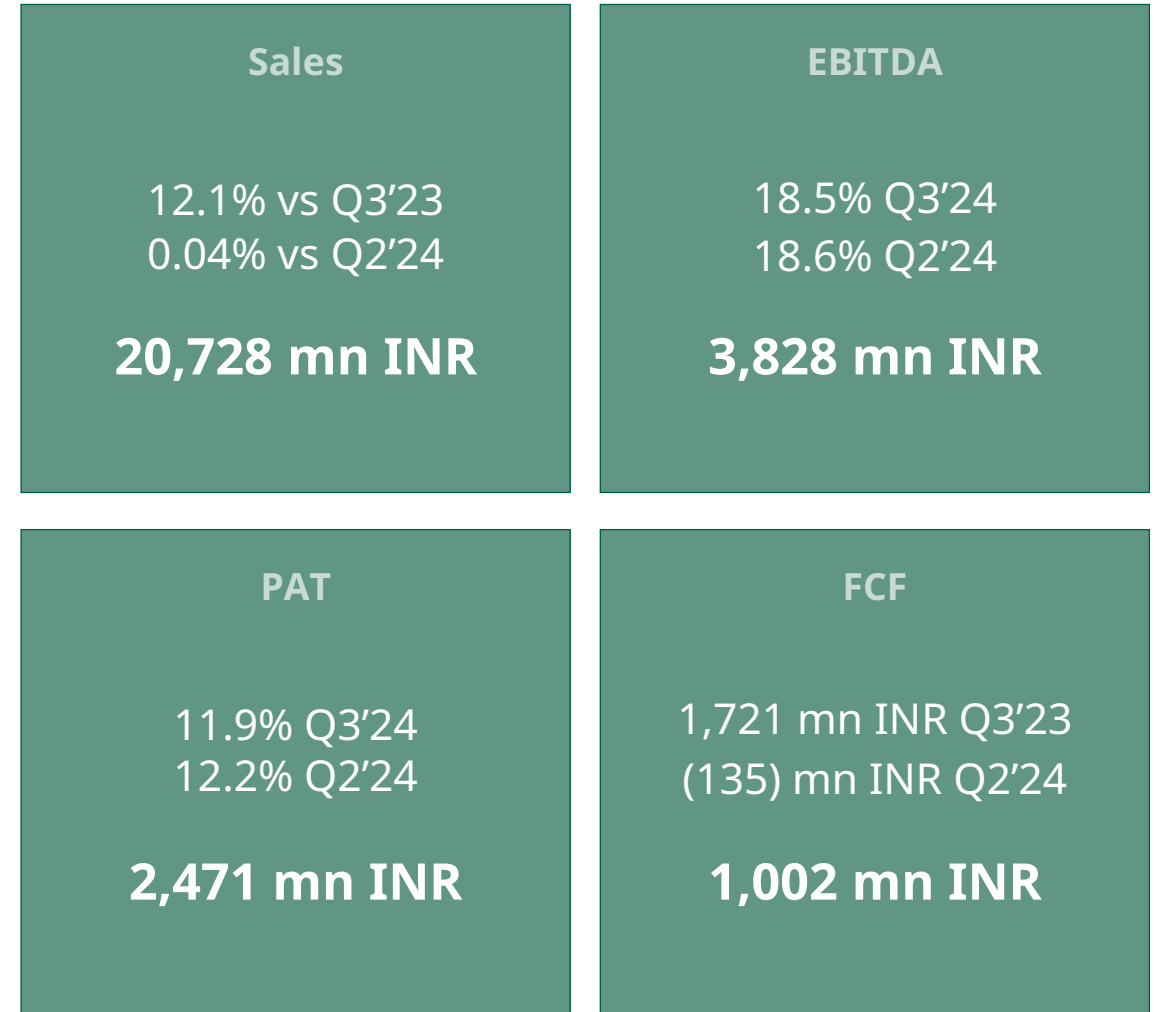 Sales
12.1% vs Q3’23
0.04% vs Q2’24
20,728 mn INR
EBITDA
18.5% Q3’24
18.6% Q2’24
3,828 mn INR
PAT
11.9% Q3’24
12.2% Q2’24
2,471 mn INR
FCF
1,721 mn INR Q3’23
(135) mn INR Q2’24
1,002 mn INR